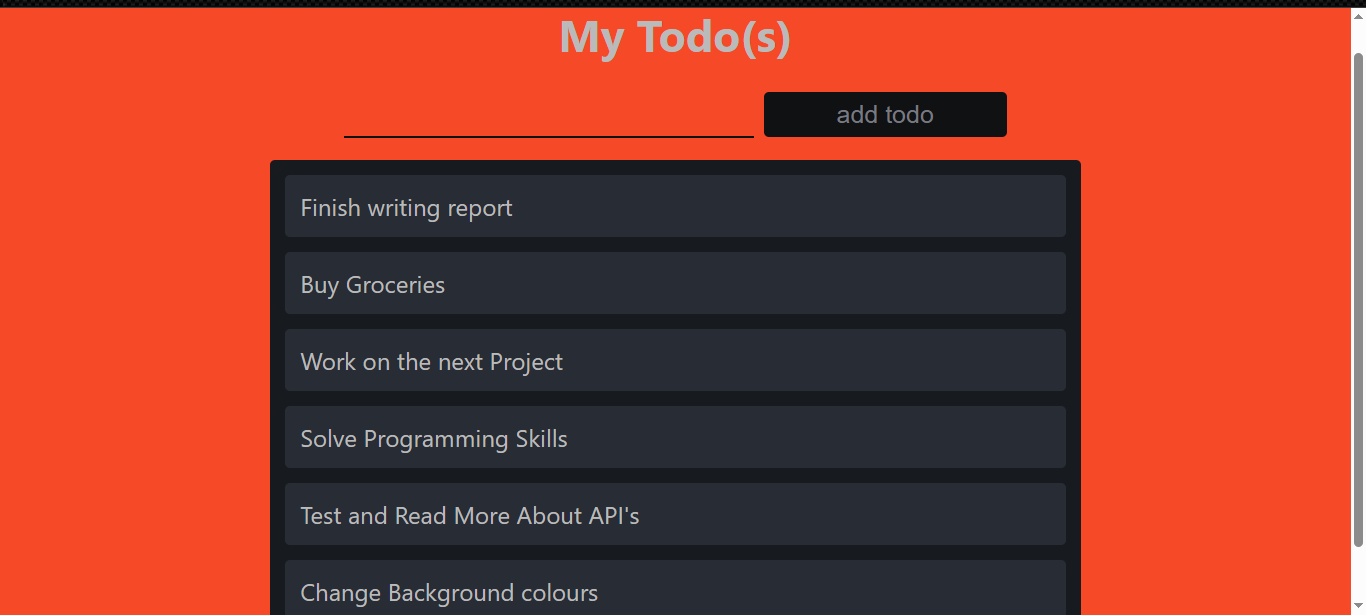 My Todo(s)
add todo
Finish writing report
Buy Groceries
Work on the next Project
Solve Programming Skills
Test and Read More About API's
Change Background colours